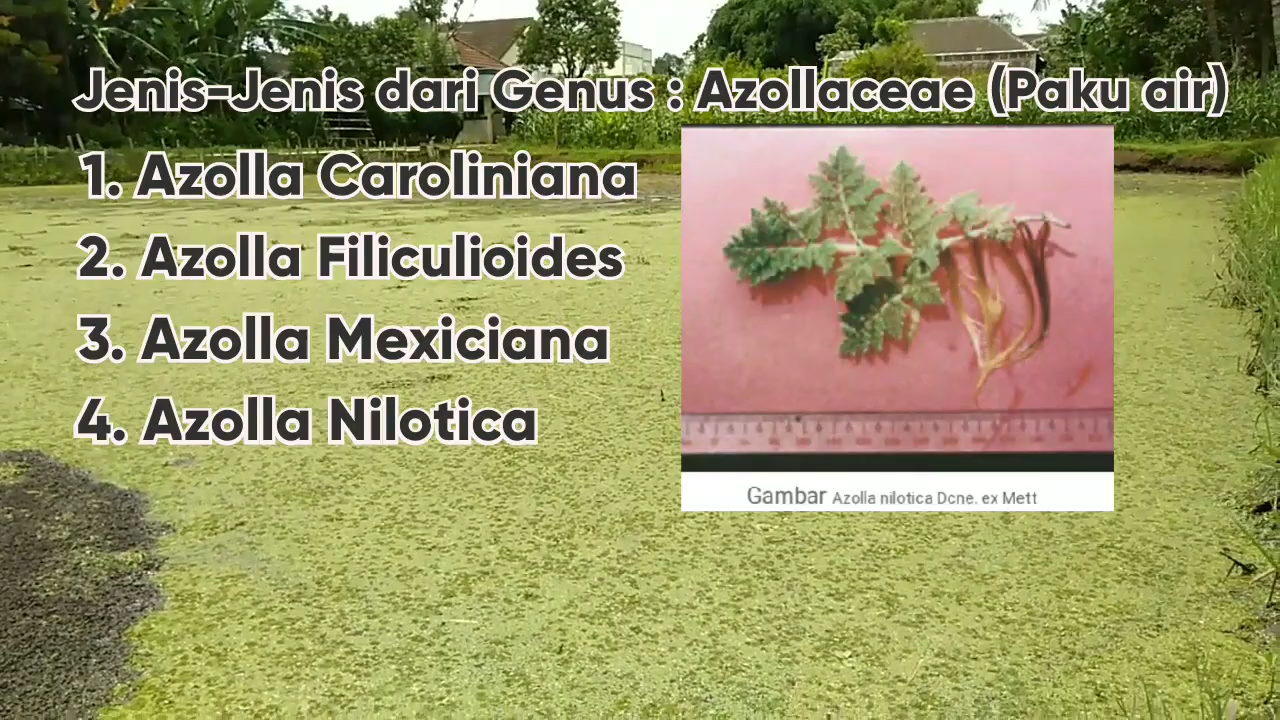 Jenis-Jenis dari Genus : Azollaceae (Paku air)
1. Azolla Caroliniana
2. Azolla Filiculioides
3. Azolla Mexiciana
4. Azolla Nilotica
Gambar Azolla nilotica Dcne. ex Mett